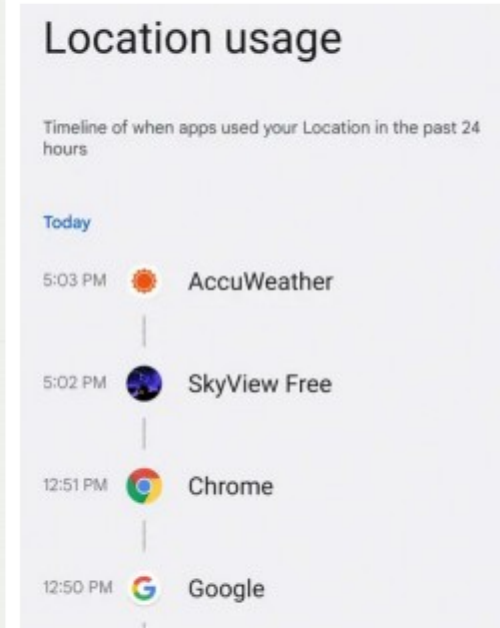 Location usage
Timeline of when apps used your Location in the past 24
hours
Today
5:03 PM AccuWeather
5:02 PM SkyView Free
12:51 PM Chrome
12:50 PM Google